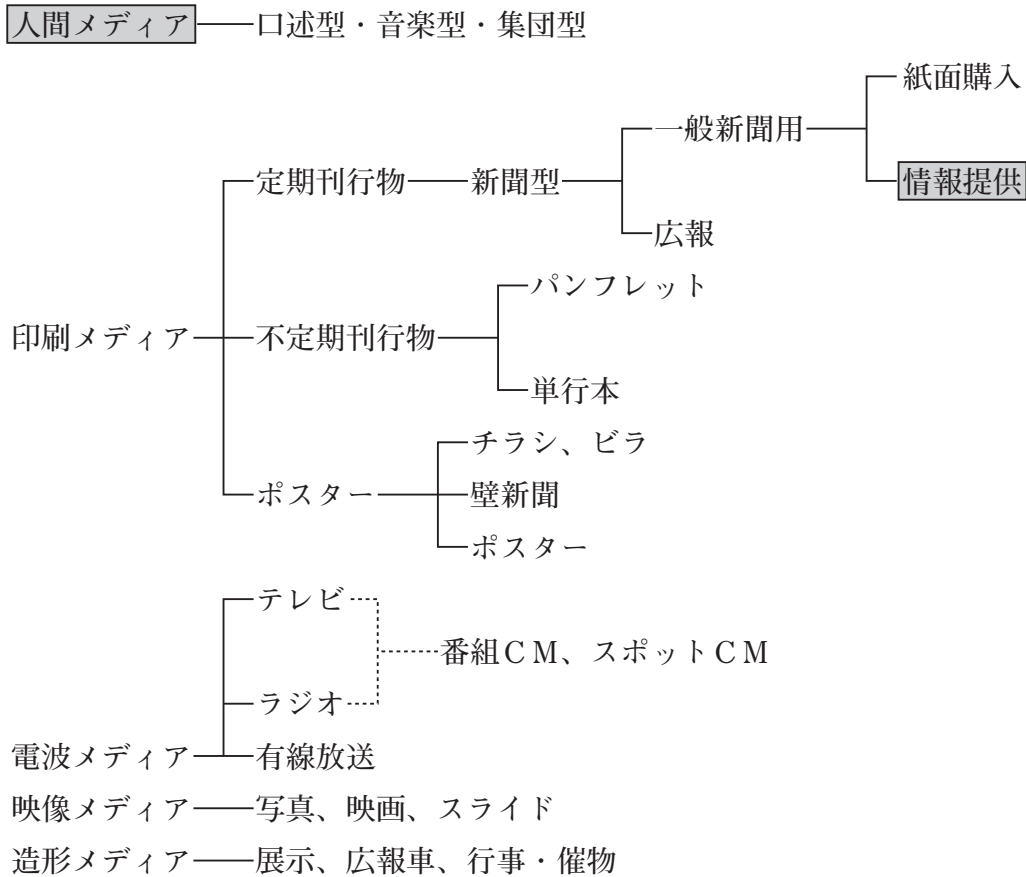 人間メディア 口述型・音楽型・集団型
紙面購入
一般新聞用
定期刊行物 新聞型 情報提供
広報
パンフレット
印刷メディア 不定期刊行物
単行本
チラシ、ビラ
ポスター 壁新聞
ポスター
テレビ
番組CM、スポットCM
ラジオ
電波メディア 有線放送
映像メディア 写真、映画、スライド
造形メディア 展示、広報車、行事・催物